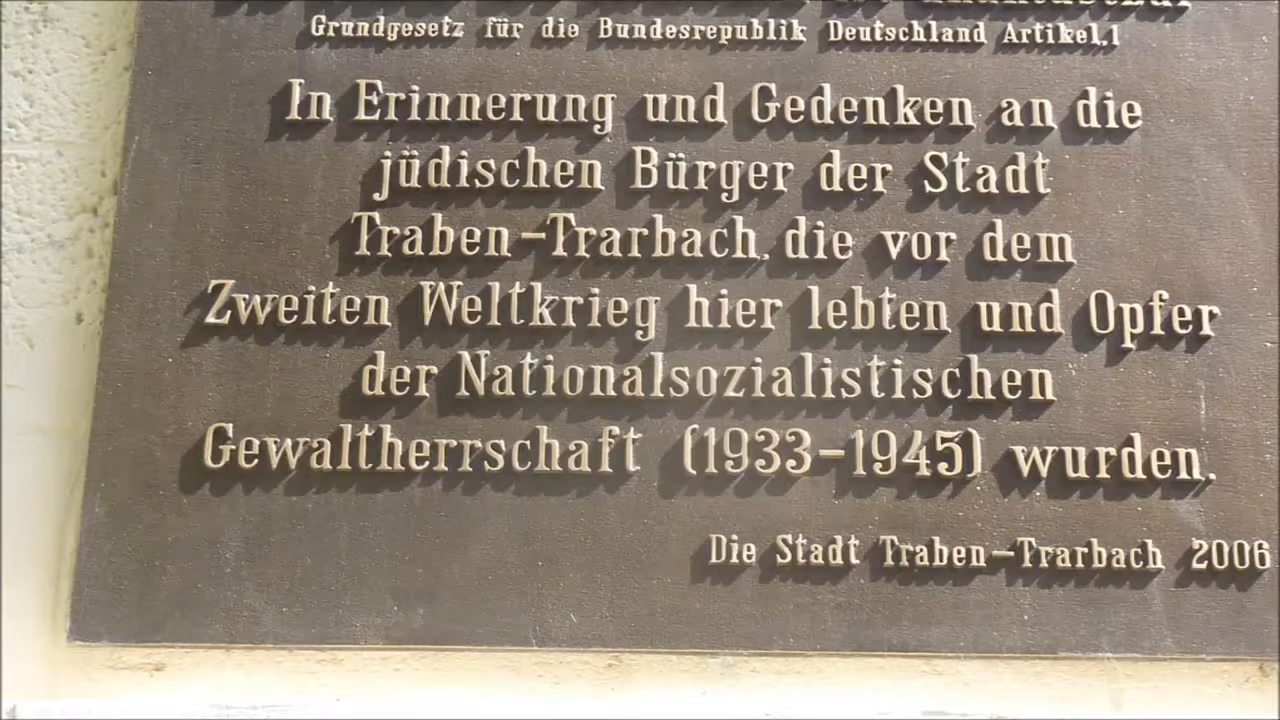 Grundgesetz für die Bundesrepublik Deutschland Artikel.1
In Erinnerung und Gedenken an die
jüdischen Bürger der Stadt
Traben-Trarbach, die vor dem
Zweiten Weltkrieg hier lebten und Opfer
der Nationalsozialistischen
Gewaltherrschaft (1933-1945) wurden.
Die Stadt Traben-Trarbach 2006